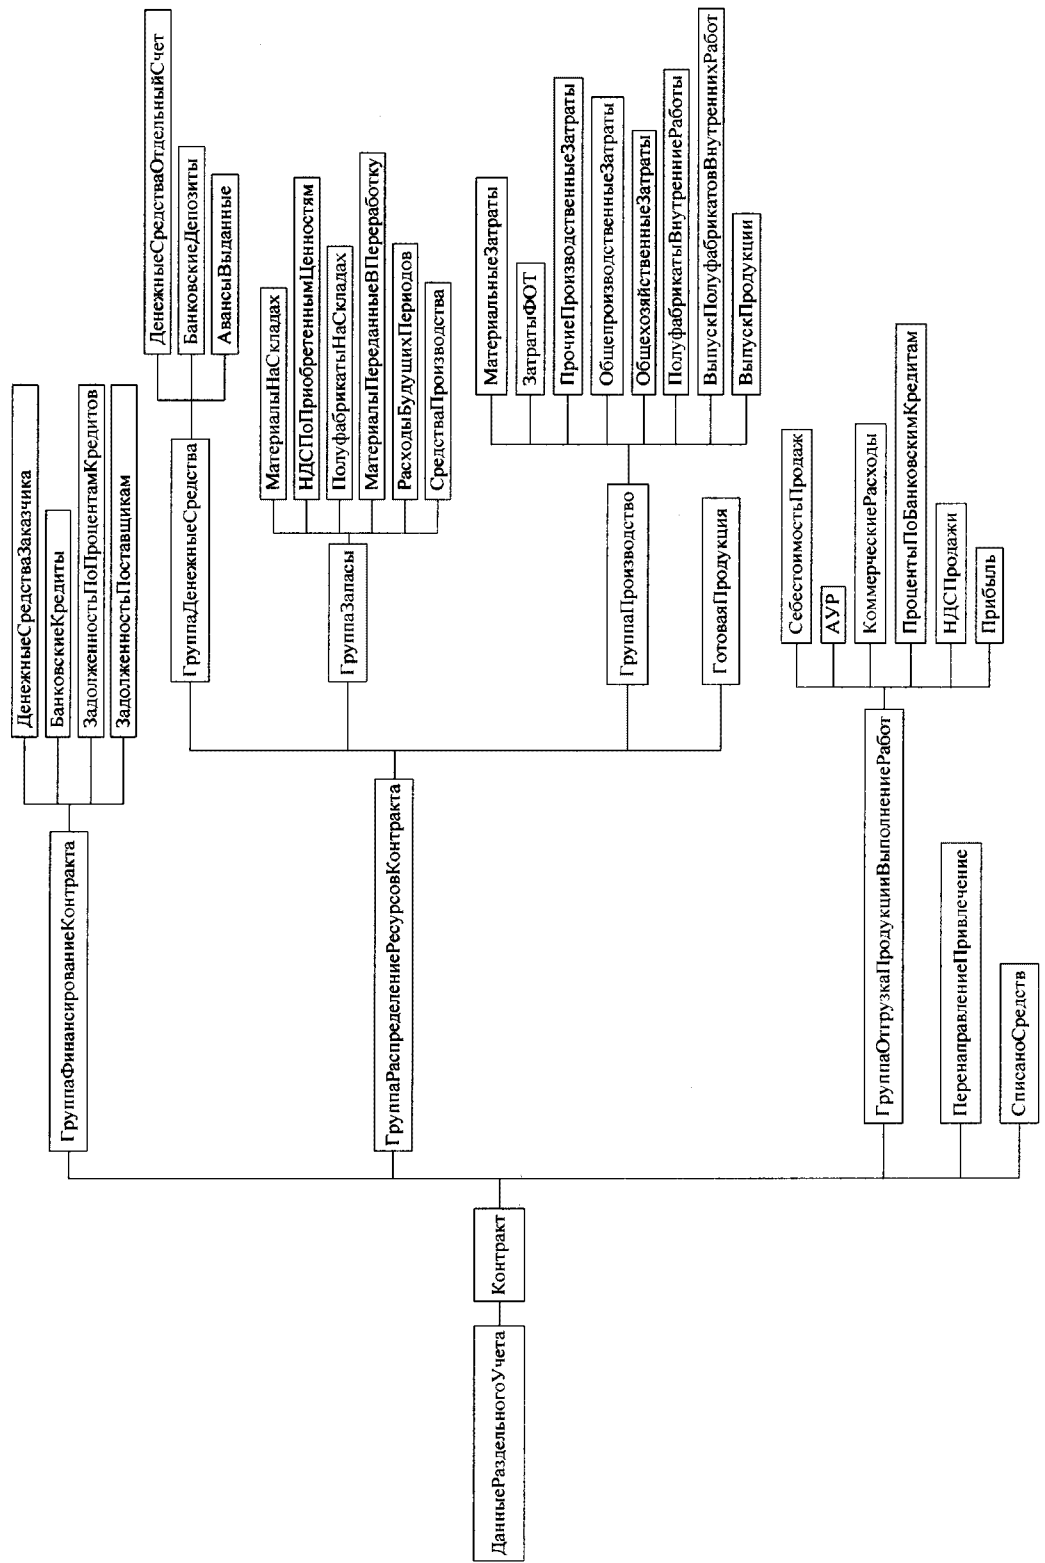 ДанныеРаздельногоУчета
Контракт
ГруппаФинансированиеКонтракта
ДенежныеСредстваЗаказчика
БанковскиеКредиты
ЗадолженностьПоПроцентамКредитов
ЗадолженностьПоставщикам
ГруппаРаспределениеРесурсовКонтракта
ГруппаДенежныеСредства
ДенежныеСредстваОтдельныйСчет
БанковскиеДепозиты
АвансыВыданные
ГруппаЗапасы
МатериалыНаСкладах
НДСПоПриобретеннымЦенностям
ПолуфабрикатыНаСкладах
МатериалыПереданныеВПереработку
РасходыБудущихПериодов
СредстваПроизводства
ГруппаПроизводство
МатериальныеЗатраты
ЗатратыФОТ
ПрочиеПроизводственныеЗатраты
ОбщепроизводственныеЗатраты
ОбщехозяйственныеЗатраты
ПолуфабрикатыВнутренниеРаботы
ВыпускПолуфабрикатовВнутреннихРабот
ВыпускПродукции
ГотоваяПродукция
ГруппаОтгрузкаПродукцииВыполнениеРабот
СебестоимостьПродаж
АУР
КоммерческиеРасходы
ПроцентыПоБанковскимКредитам
НДСПродажи
Прибыль
ПеренаправлениеПривлечение
СписаноСредств